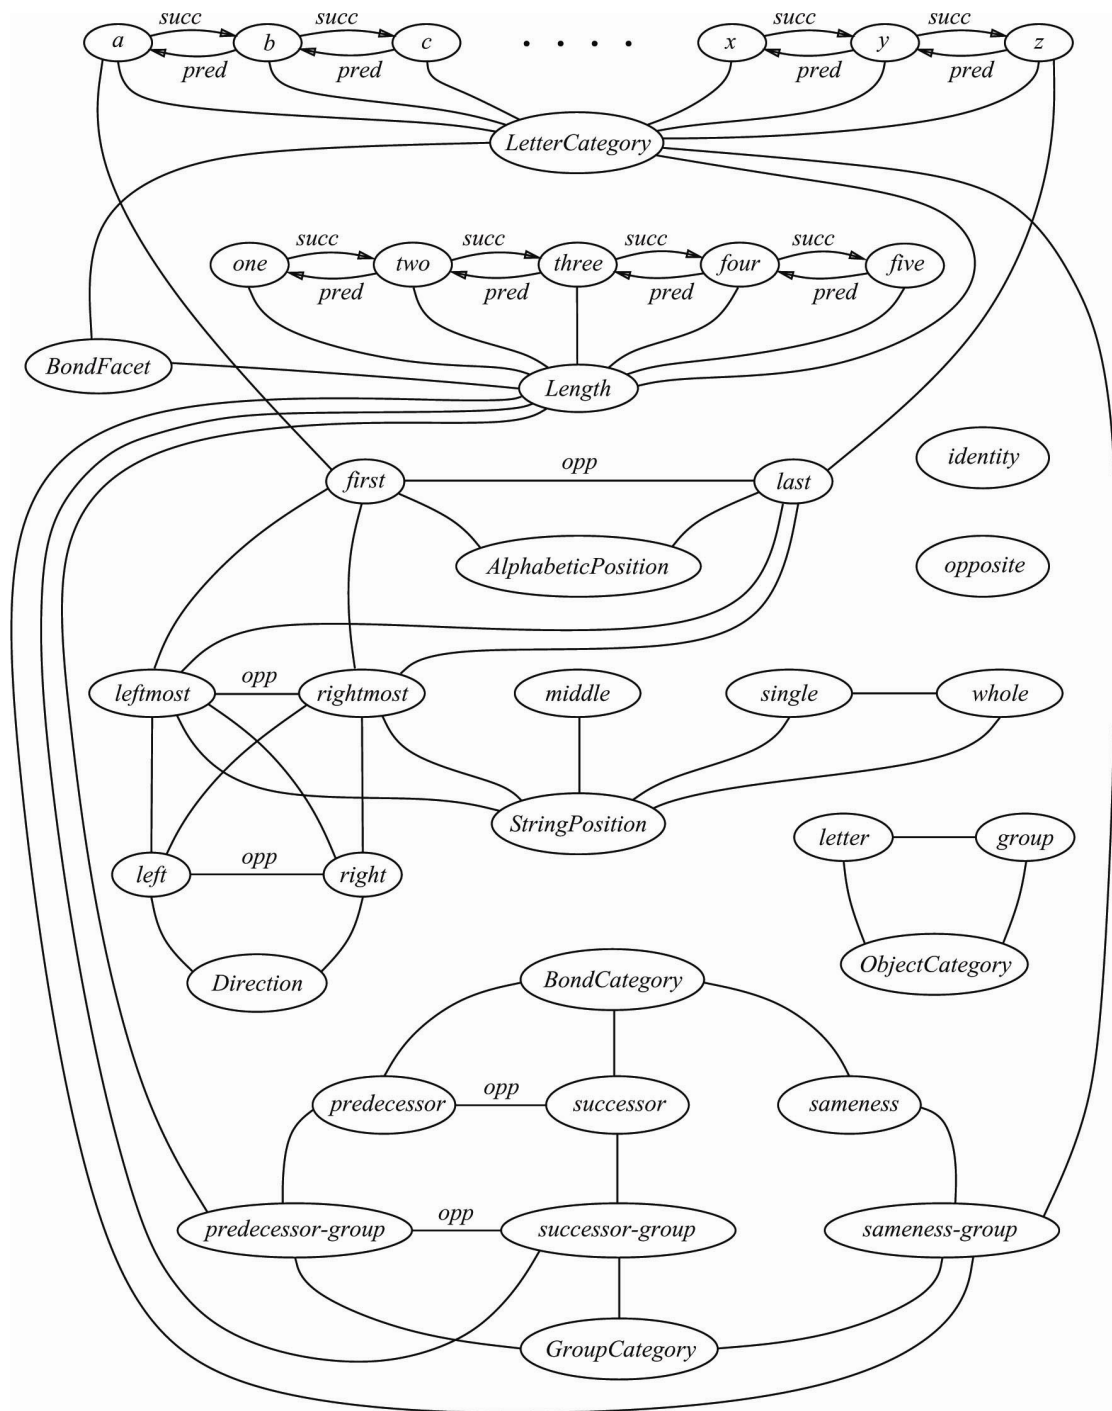 succ succ succ succ
a b c . . . . x y z
pred pred pred pred
LetterCategory
succ succ succ succ
one two three four five
pred pred pred pred
BondFacet
Length
identity
opp
first last
AlphabeticPosition opposite
opp
leftmost rightmost middle single whole
StringPosition
letter group
opp
left right
ObjectCategory
Direction BondCategory
opp
predecessor successor sameness
opp
predecessor-group successor-group sameness-group
GroupCategory